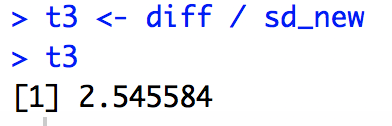 > t3 <- diff / sd_new
> t3
[1] 2.545584